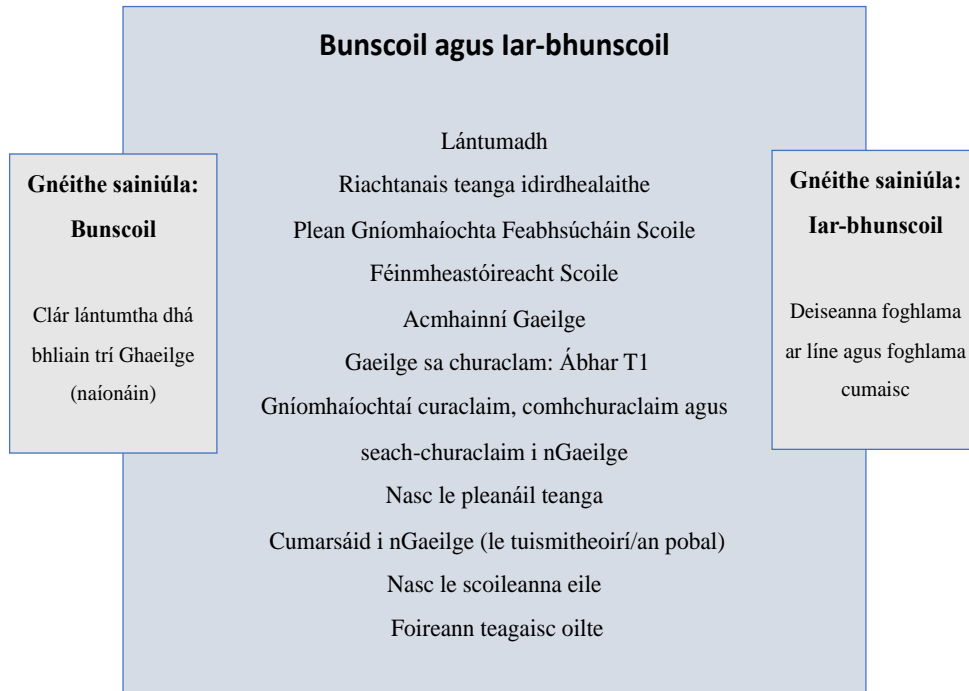 Bunscoil agus Iar-bhunscoil
Lántumadh
Riachtanais teanga idirdhealaithe
Plean Gníomhaíochta Feabhsúcháin Scoile
Féinmheastóireacht Scoile
Acmhainní Gaeilge
Gaeilge sa churaclam: Ábhar T1
Gníomhaíochtaí curaclaim, comhchuraclaim agus
seach-churaclaim i nGaeilge
Nasc le pleanáil teanga
Cumarsáid i nGaeilge (le tuismitheoirí/an pobal)
Nasc le scoileanna eile
Foireann teagaisc oilte
Gnéithe sainiúla:
Bunscoil
Clár lántumtha dhá
bhliain trí Ghaeilge
(naíonáin)
Gnéithe sainiúla:
Iar-bhunscoil
Deiseanna foghlama
ar líne agus foghlama
cumaisc